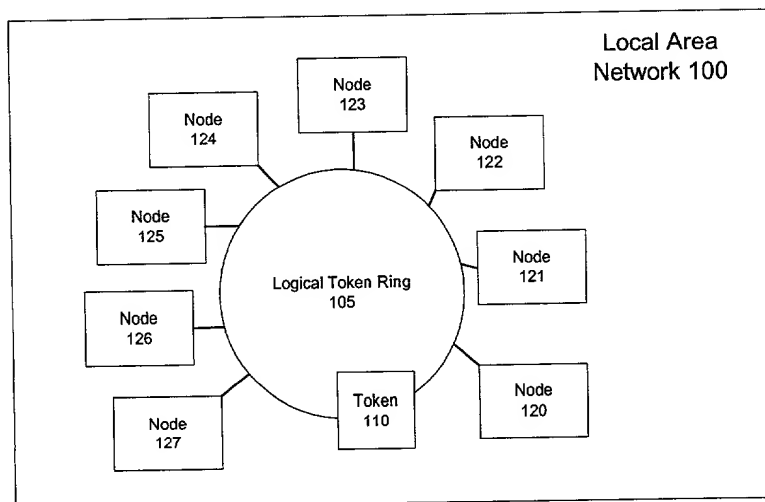 Local Area
Network 100
Node
123
Node
124
Node
122
Node
125
Node
121
Logical Token Ring
105
Node
126
Node
120
Token
110
Node
127